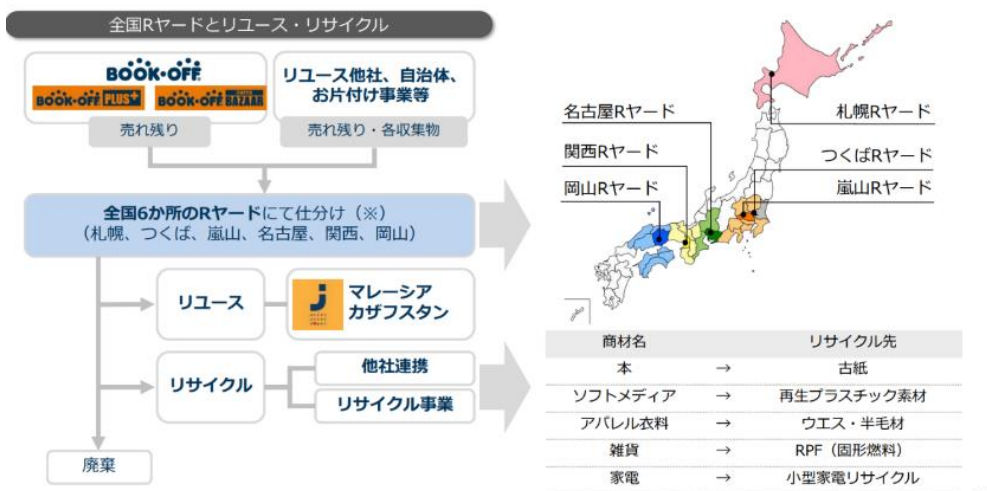 全国Rヤードとリユース・リサイクル
BOOK・OFF
BOOK・OFF PLUS+
BOOK・OFF BAZAAR
売れ残り
リユース他社、自治体、
お片付け事業等
売れ残り・各収集物
全国6か所のRヤードにて仕分け（※）
（札幌、つくば、嵐山、名古屋、関西、岡山）
リユース
マレーシア
カザフスタン
リサイクル
他社連携
リサイクル事業
廃棄
名古屋Rヤード
関西Rヤード
岡山Rヤード
札幌Rヤード
つくばRヤード
嵐山Rヤード
商材名 リサイクル先
本 → 古紙
ソフトメディア → 再生プラスチック素材
アパレル衣料 → ウエス・半毛材
雑貨 → RPF（固形燃料）
家電 → 小型家電リサイクル